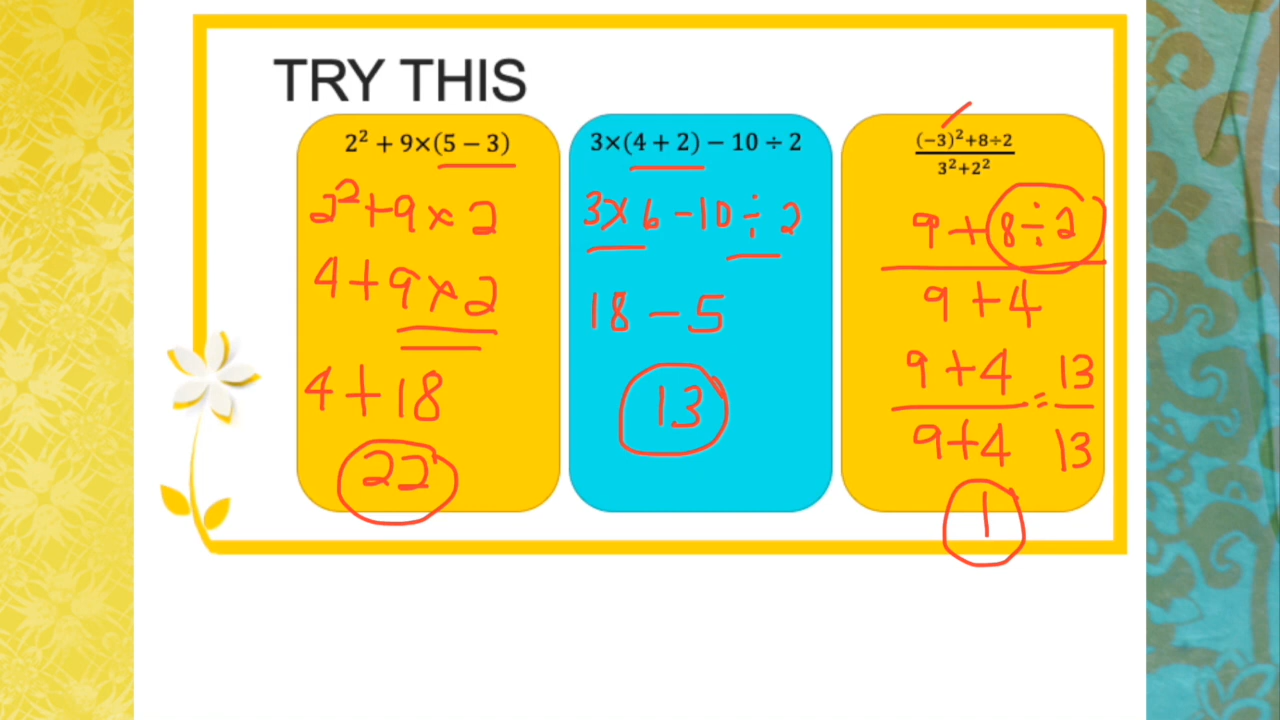 TRY THIS
2² + 9×(5 − 3)
2² + 9 × 2
4 + 9 × 2
4 + 18
22
3×(4 + 2) − 10 ÷ 2
3 × 6 − 10 ÷ 2
18 − 5
13
(−3)²+8÷2
3²+2²
9 + 8 ÷ 2
9 + 4
9 + 4 = 13
9 + 4 13
1